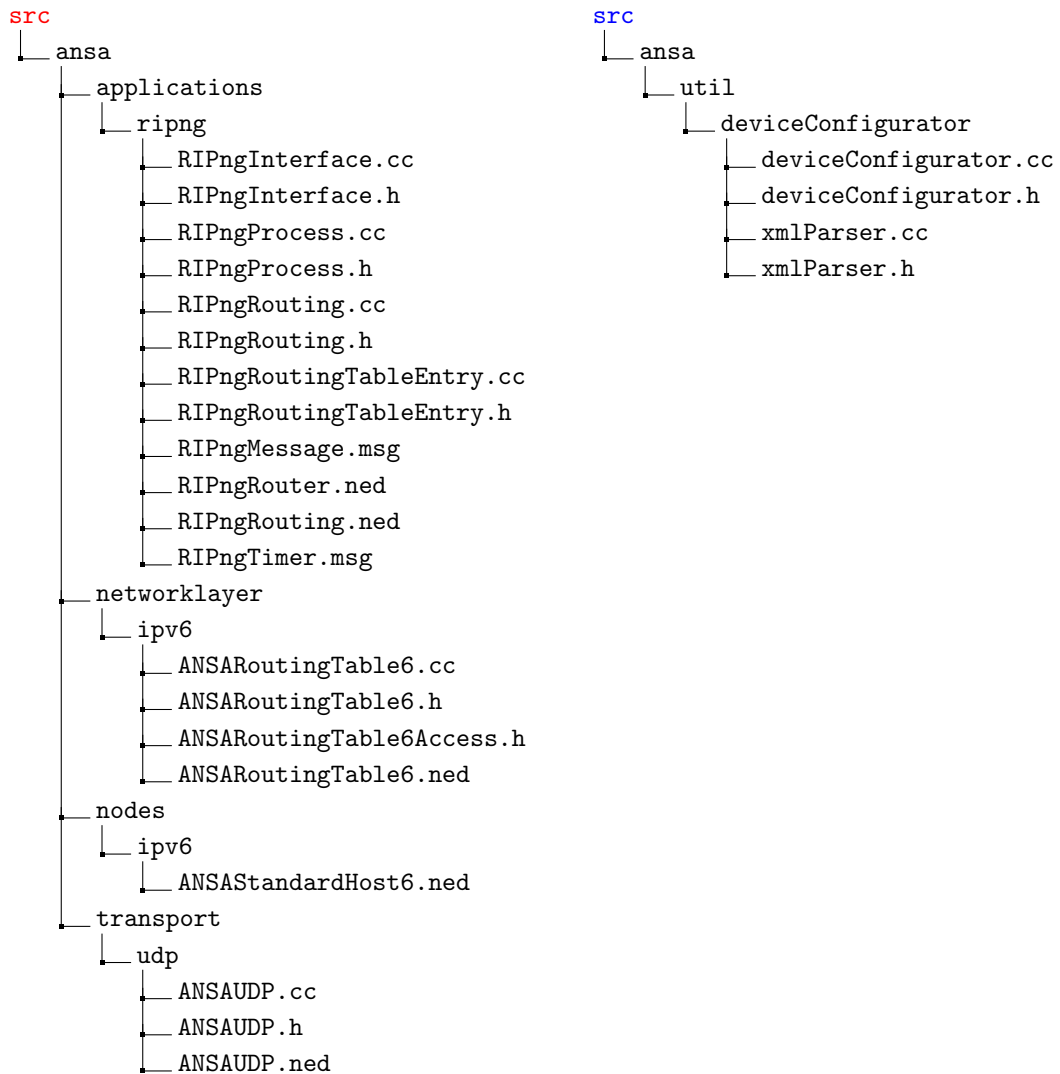 src
ansa
applications
ripng
RIPngInterface.cc
RIPngInterface.h
RIPngProcess.cc
RIPngProcess.h
RIPngRouting.cc
RIPngRouting.h
RIPngRoutingTableEntry.cc
RIPngRoutingTableEntry.h
RIPngMessage.msg
RIPngRouter.ned
RIPngRouting.ned
RIPngTimer.msg
networklayer
ipv6
ANSARoutingTable6.cc
ANSARoutingTable6.h
ANSARoutingTable6Access.h
ANSARoutingTable6.ned
nodes
ipv6
ANSAStandardHost6.ned
transport
udp
ANSAUDP.cc
ANSAUDP.h
ANSAUDP.ned
src
ansa
util
deviceConfigurator
deviceConfigurator.cc
deviceConfigurator.h
xmlParser.cc
xmlParser.h